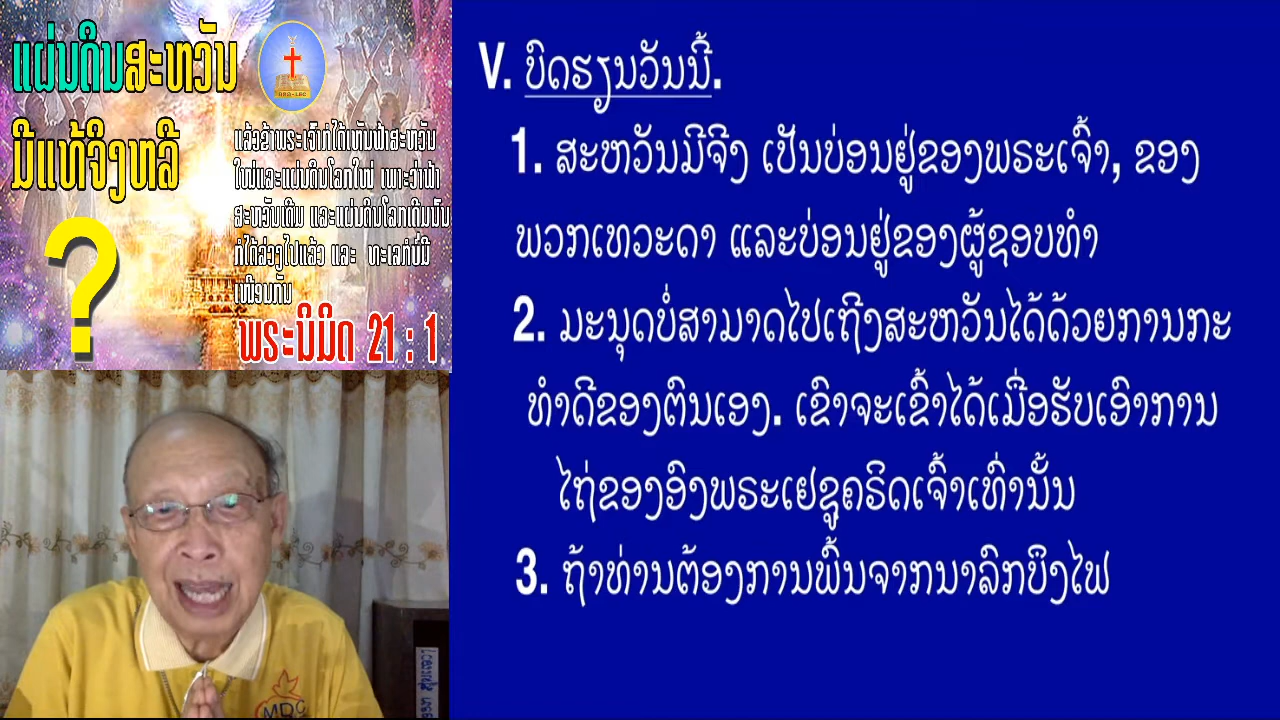 ແຜ່ນດິນສະຫວັນ
ມີແທ້ຈິງຫລື
?
ແລ້ວຂ້າພຣະເຈົ້າກໍໄດ້ເຫັນຟ້າສະຫວັນ
ໃໝ່ແລະແຜ່ນດິນໂລກໃໝ່ ເພາະວ່າຟ້າ
ສະຫວັນເດີມ ແລະແຜ່ນດິນໂລກເດີມນັ້ນ
ກໍໄດ້ລ່ວງໄປແລ້ວ ແລະ ທະເລກໍບໍ່ມີ
ເໝືອນກັນ
ພຣະນິມິດ 21 : 1
V. ບົດຮຽນວັນນີ້.
1. ສະຫວັນມີຈີງ ເປັນບ່ອນຢູ່ຂອງພຣະເຈົ້າ, ຂອງ
ພວກເທວະດາ ແລະບ່ອນຢູ່ຂອງຜູ້ຊອບທໍາ
2. ມະນຸດບໍ່ສາມາດໄປເຖີງສະຫວັນໄດ້ດ້ວຍການກະ
ທໍາດີຂອງຕົນເອງ. ເຂົາຈະເຂົ້າໄດ້ເມື່ອຮັບເອົາການ
ໄຖ່ຂອງອົງພຣະເຢຊູຄຣິດເຈົ້າເທົ່ານັ້ນ
3. ຖ້າທ່ານຕ້ອງການພົ້ນຈາກນາລົກບຶງໄຟ
MDC